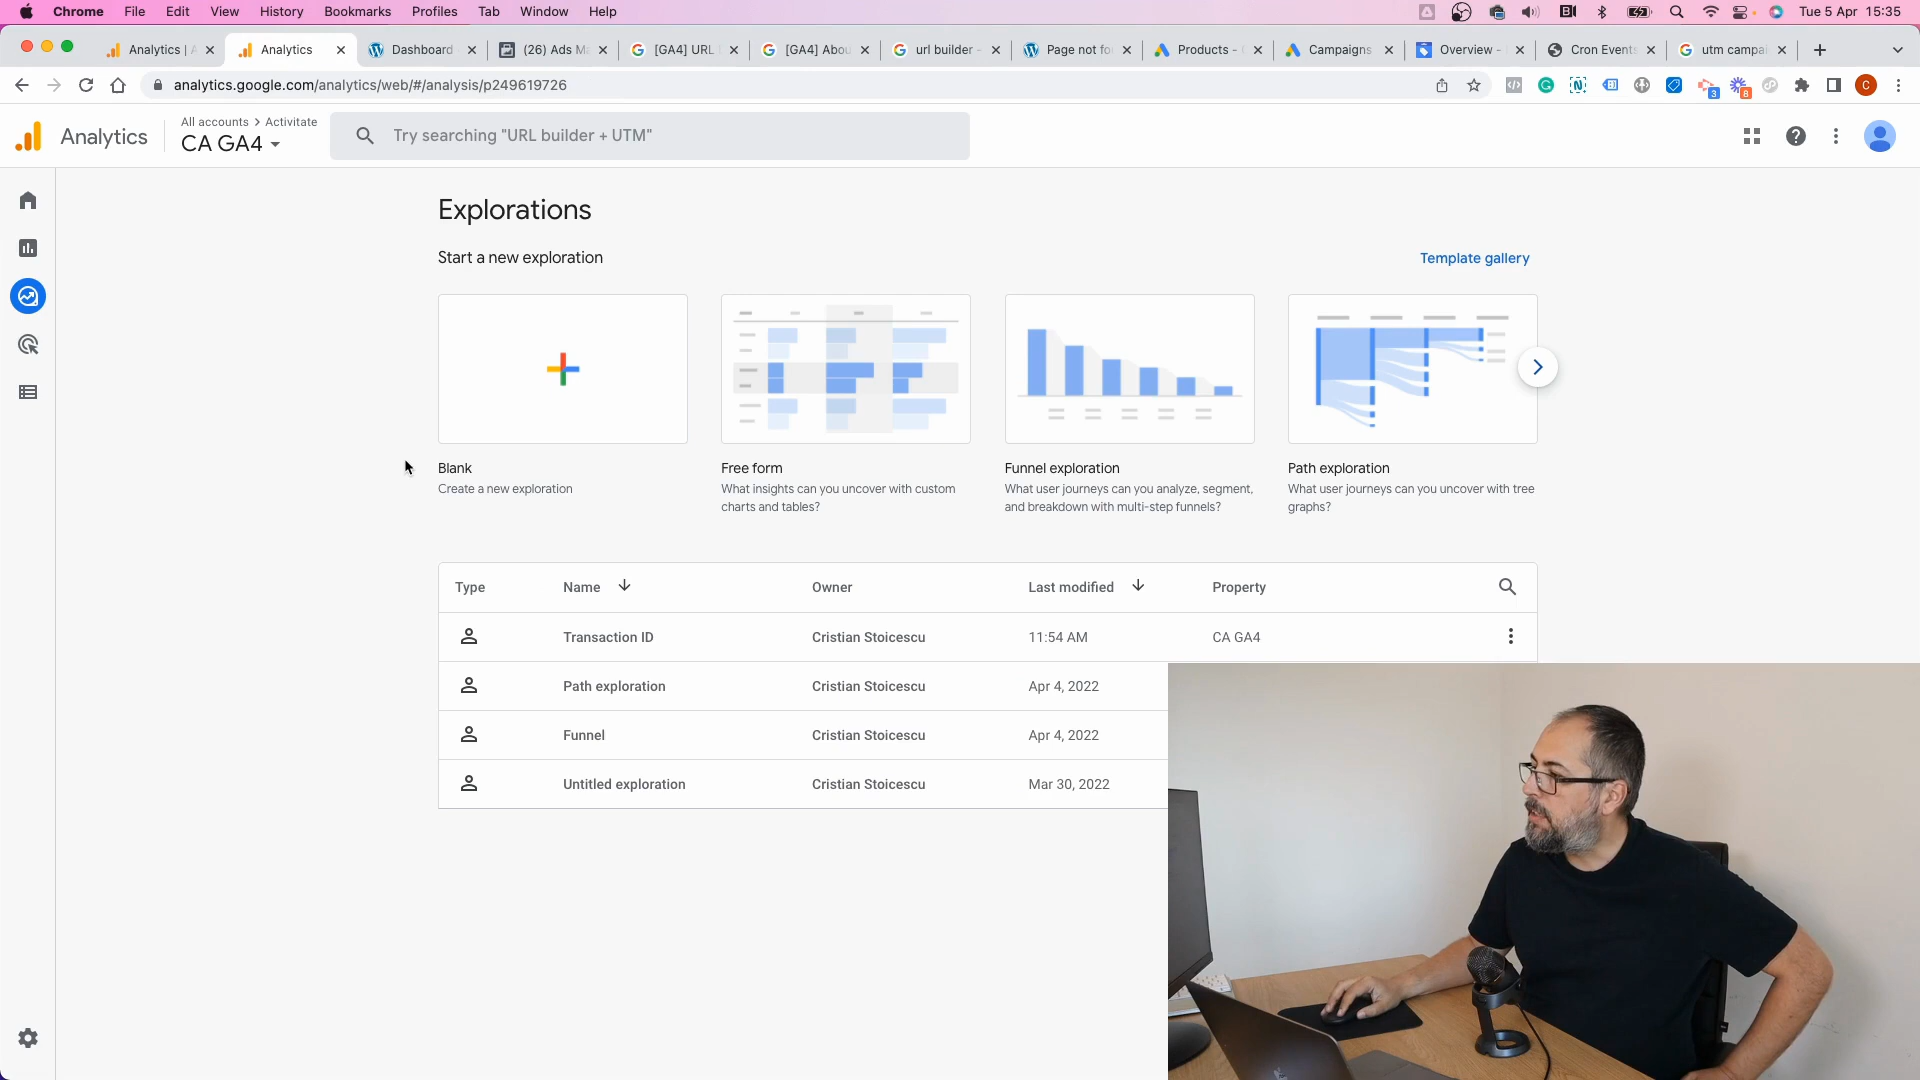 Chrome File Edit View History Bookmarks Profiles Tab Window Help Tue 5 Apr 15:35
Analytics | A Analytics Dashboard (26) Ads Ma [GA4] URL [GA4] Abou url builder - Page not fo Products - Campaigns Overview - Cron Events utm campai
analytics.google.com/analytics/web/#/analysis/p249619726 3 8 C
Analytics
All accounts > Activitate
CA GA4
Try searching "URL builder + UTM"
Explorations
Start a new exploration
Template gallery
Blank
Create a new exploration
Free form
What insights can you uncover with custom
charts and tables?
Funnel exploration
What user journeys can you analyze, segment,
and breakdown with multi-step funnels?
Path exploration
What user journeys can you uncover with tree
graphs?
Type Name Owner Last modified Property
Transaction ID Cristian Stoicescu 11:54 AM CA GA4
Path exploration Cristian Stoicescu Apr 4, 2022
Funnel Cristian Stoicescu Apr 4, 2022
Untitled exploration Cristian Stoicescu Mar 30, 2022